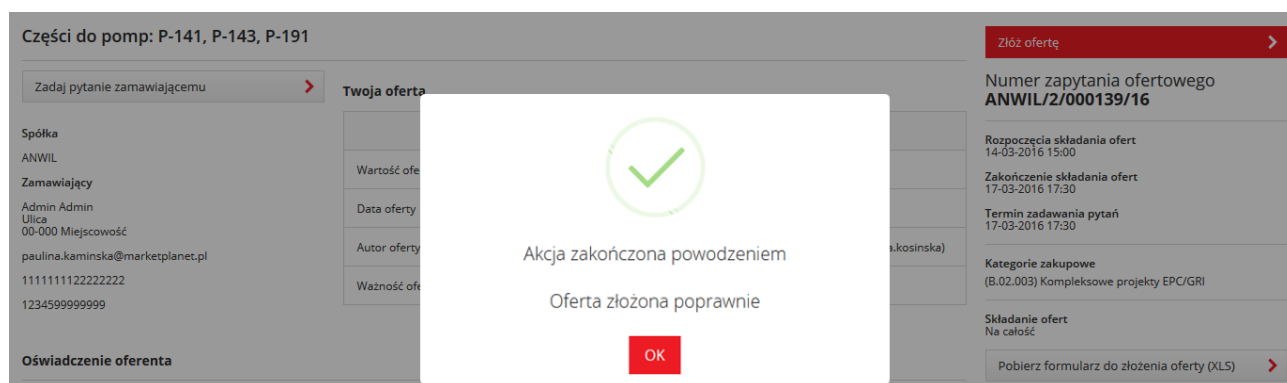 Części do pomp: P-141, P-143, P-191
Zadaj pytanie zamawiającemu
Spółka
ANWIL
Zamawiający
Admin Admin
Ulica
00-000 Miejscowość
paulina.kaminska@marketplanet.pl
1111111122222222
1234599999999
Oświadczenie oferenta
Twoja oferta
Wartość ofe
Data oferty
Autor oferty
a.kosinska)
Ważność ofe
Akcja zakończona powodzeniem
Oferta złożona poprawnie
OK
Złóż ofertę
Numer zapytania ofertowego
ANWIL/2/000139/16
Rozpoczęcia składania ofert
14-03-2016 15:00
Zakończenie składania ofert
17-03-2016 17:30
Termin zadawania pytań
17-03-2016 17:30
Kategorie zakupowe
(B.02.003) Kompleksowe projekty EPC/GRI
Składanie ofert
Na całość
Pobierz formularz do złożenia oferty (XLS)